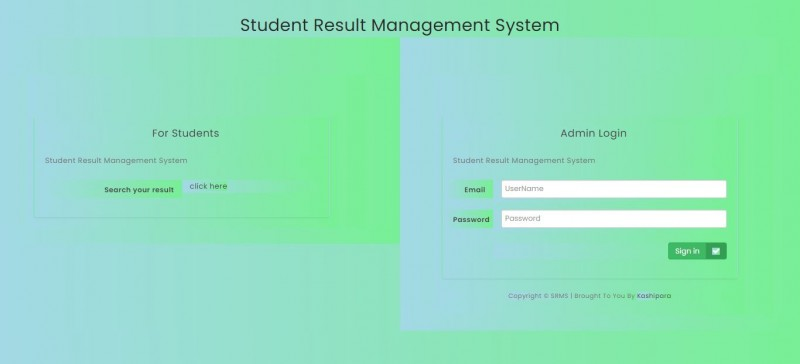 Student Result Management System
For Students
Student Result Management System
Search your result click here
Admin Login
Student Result Management System
Email UserName
Password Password
Sign in
Copyright © SRMS | Brought To You By Kashipara